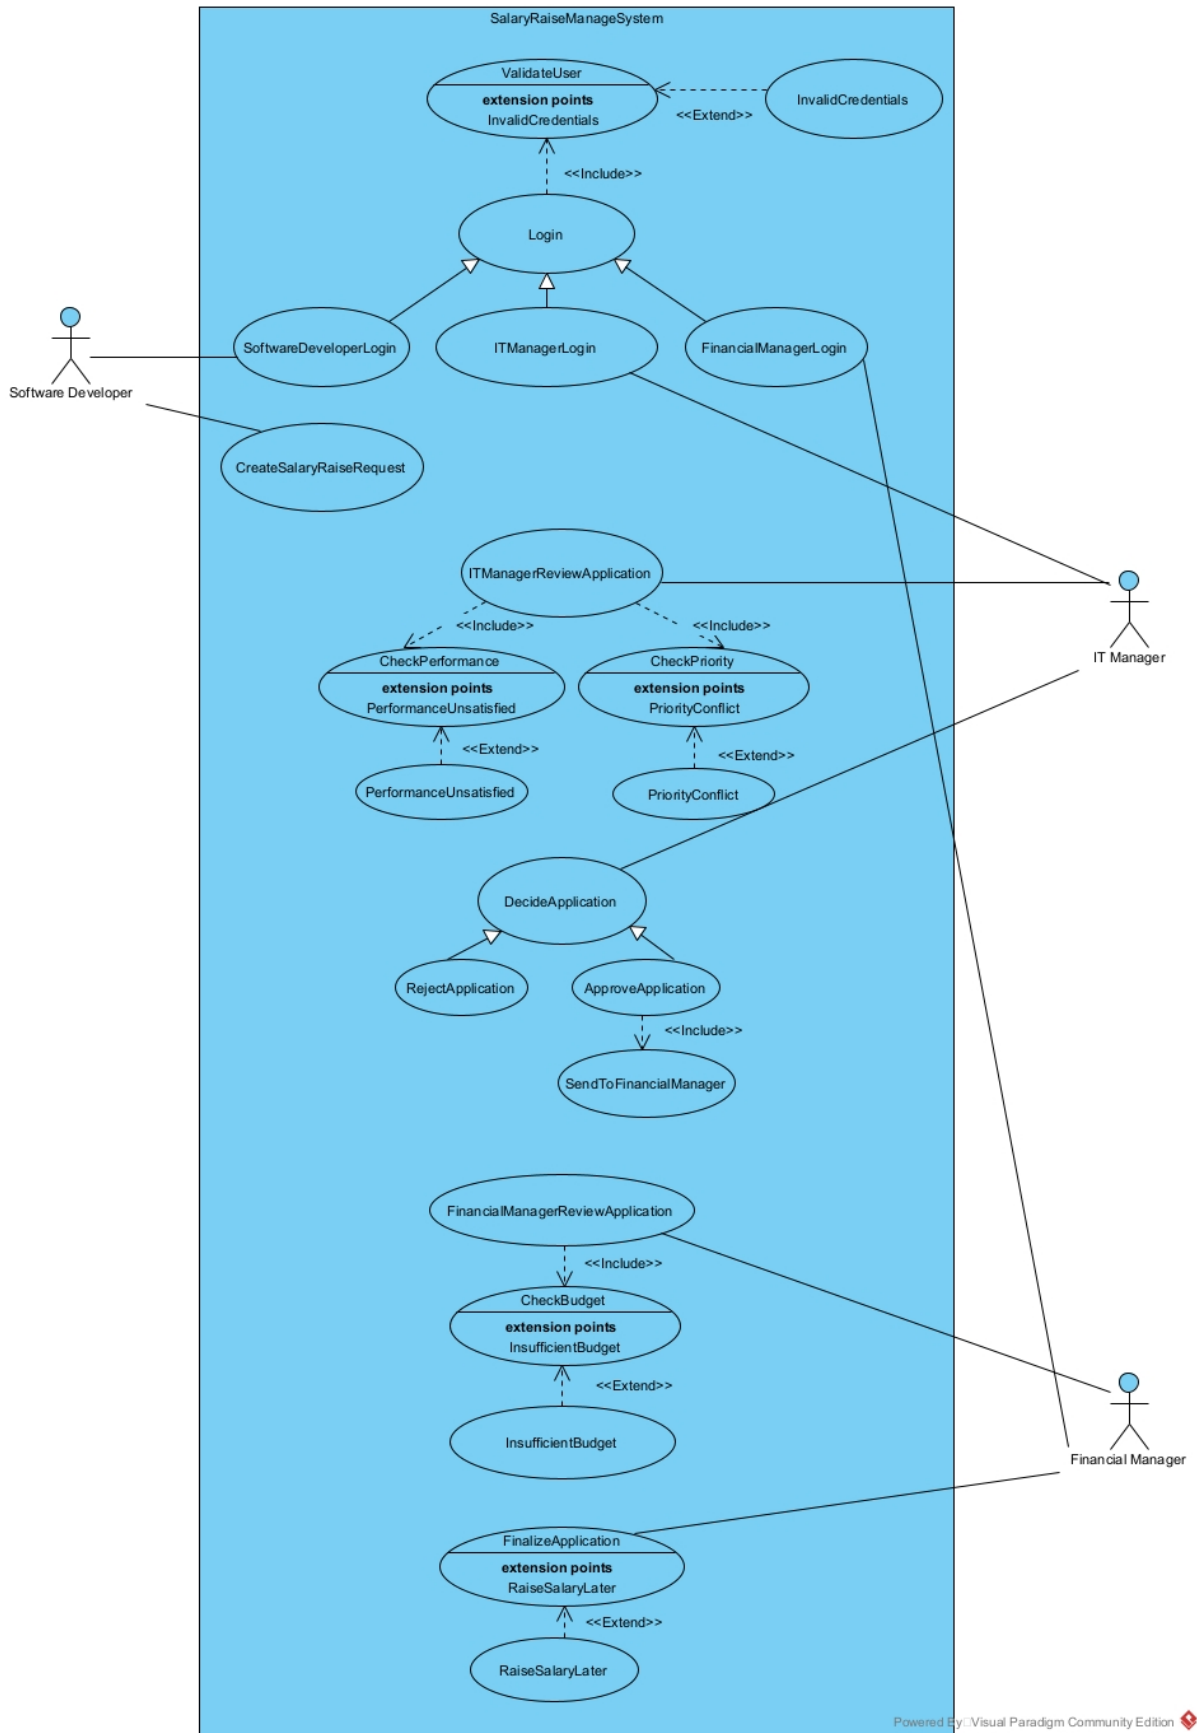 SalaryRaiseManageSystem
ValidateUser
extension points
InvalidCredentials
InvalidCredentials
<<Extend>>
<<Include>>
Login
SoftwareDeveloperLogin
ITManagerLogin
FinancialManagerLogin
Software Developer
CreateSalaryRaiseRequest
ITManagerReviewApplication
<<Include>>
<<Include>>
IT Manager
CheckPerformance
extension points
PerformanceUnsatisfied
CheckPriority
extension points
PriorityConflict
<<Extend>>
<<Extend>>
PerformanceUnsatisfied
PriorityConflict
DecideApplication
RejectApplication
ApproveApplication
<<Include>>
SendToFinancialManager
FinancialManagerReviewApplication
<<Include>>
CheckBudget
extension points
InsufficientBudget
<<Extend>>
InsufficientBudget
Financial Manager
FinalizeApplication
extension points
RaiseSalaryLater
<<Extend>>
RaiseSalaryLater
Powered By Visual Paradigm Community Edition